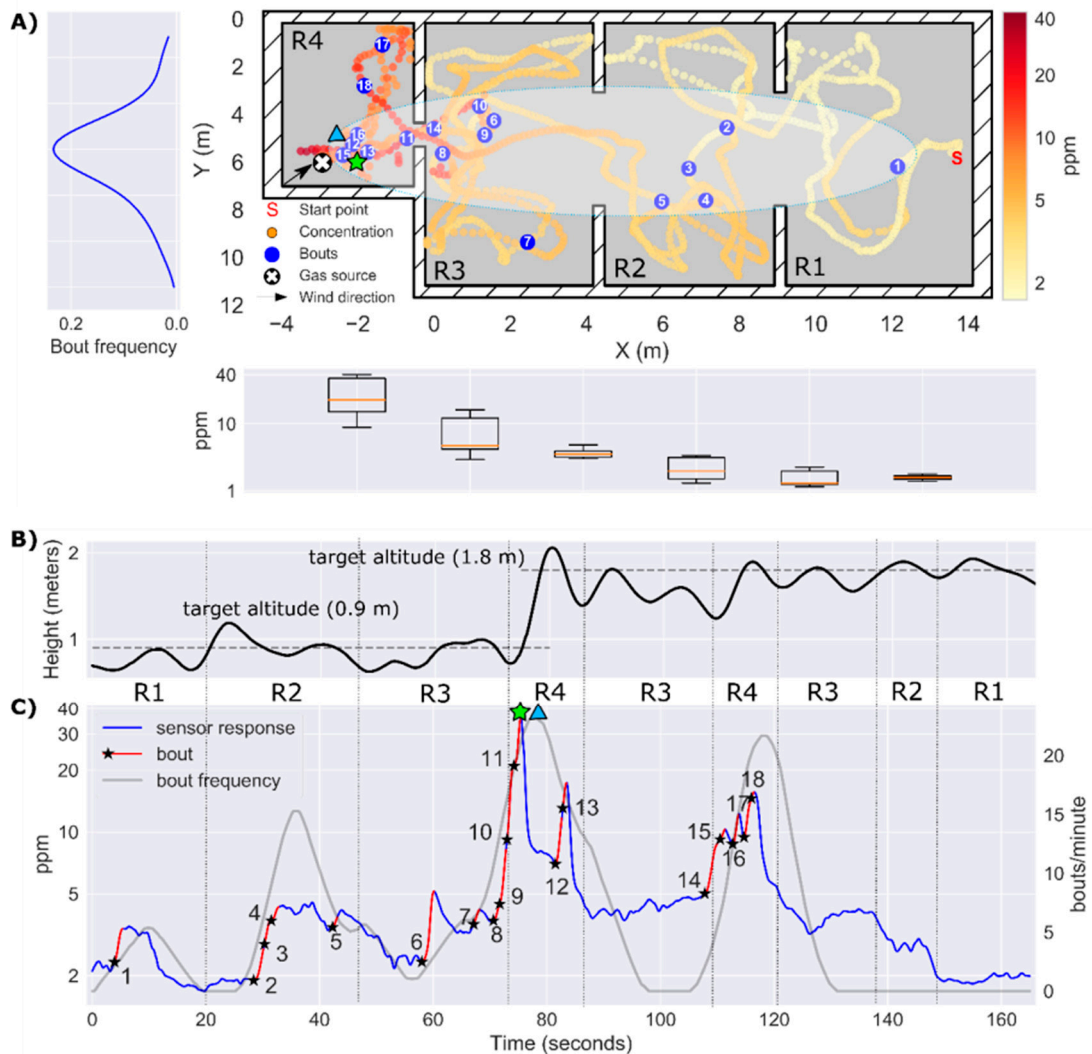 A)
0
2
4
6
8
10
12
Y (m)
0.2
0.0
Bout frequency
R4
R3
R2
R1
17
18
16
12
15
13
11
14
10
6
9
8
7
5
4
3
2
1
S
S Start point
Concentration
Bouts
Gas source
Wind direction
−4 −2 0 2 4 6 8 10 12 14
X (m)
40
20
10
5
2
ppm
40
10
1
ppm
B)
2
1
Height (meters)
target altitude (1.8 m)
target altitude (0.9 m)
R1 R2 R3 R4 R3 R4 R3 R2 R1
C)
40
30
20
10
5
2
ppm
sensor response
bout
bout frequency
1
2
3
4
5
6
7
8
9
10
11
12
13
14
15
16
17
18
20
15
10
5
0
bouts/minute
0 20 40 60 80 100 120 140 160
Time (seconds)